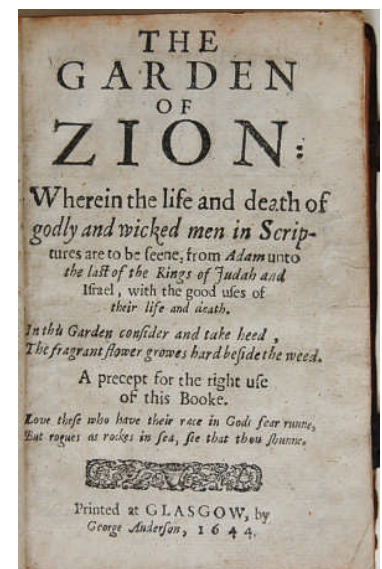 THE
GARDEN
OF
ZION:
Wherein the life and death of
godly and wicked men in Scrip-
tures are to be ſeene, from Adam unto
the laſt of the Kings of Judah and
Iſrael, with the good uſes of
their life and death.
In this Garden conſider and take heed,
The fragrant flower growes hard beſide the weed.
A precept for the right uſe
of this Booke.
Love theſe who have their race in Gods fear runne,
But rogues as rockes in ſea, ſee that thou ſhunne.
Printed at GLASGOW, by
George Anderſon, 1644.